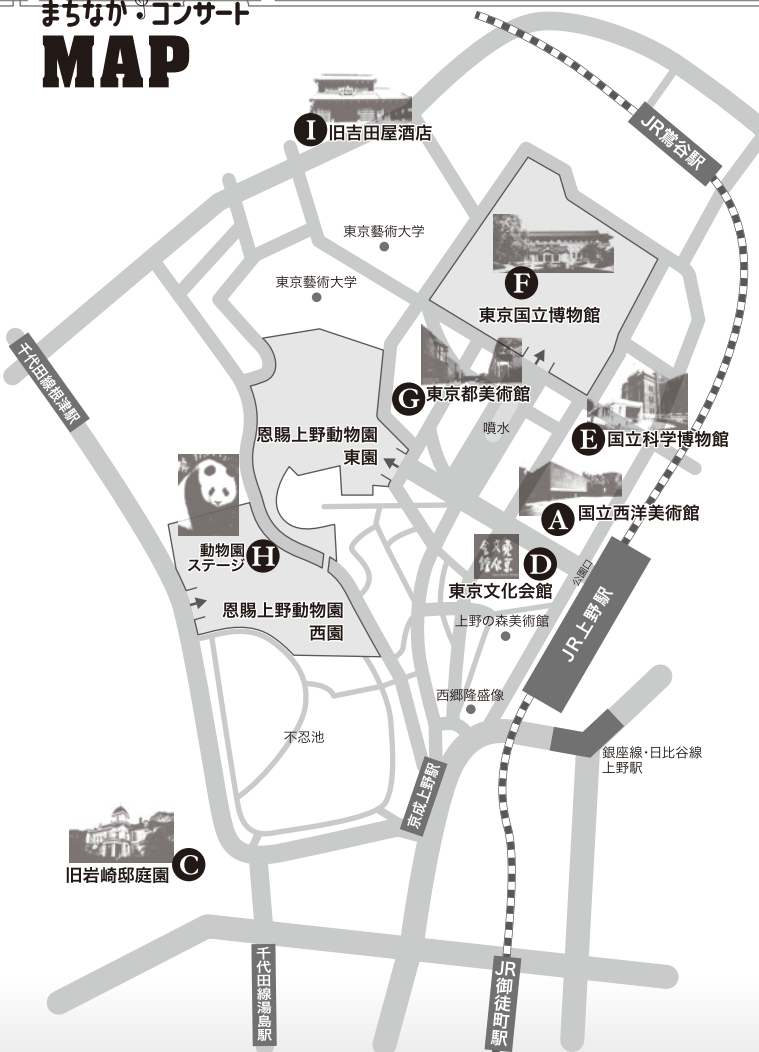 まちなか・コンサート
MAP
I 旧吉田屋酒店
JR鶯谷駅
東京藝術大学
東京藝術大学
F
東京国立博物館
千代田線根津駅
G 東京都美術館
噴水
E 国立科学博物館
恩賜上野動物園
東園
A 国立西洋美術館
動物園
ステージ
H
東京文化会館
D
東京文化会館
公園口
恩賜上野動物園
西園
上野の森美術館
JR上野駅
西郷隆盛像
不忍池
銀座線・日比谷線
上野駅
京成上野駅
旧岩崎邸庭園
C
千代田線湯島駅
JR御徒町駅